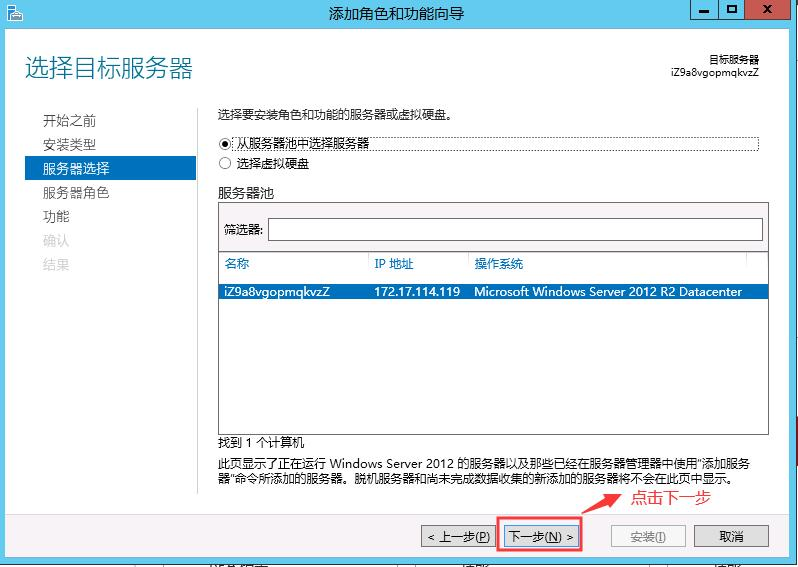 添加角色和功能向导
选择目标服务器
目标服务器
iZ9a8vgopmqkvzZ
开始之前
安装类型
服务器选择
服务器角色
功能
确认
结果
选择要安装角色和功能的服务器或虚拟硬盘。
从服务器池中选择服务器
选择虚拟硬盘
服务器池
筛选器:
名称 IP 地址 操作系统
iZ9a8vgopmqkvzZ 172.17.114.119 Microsoft Windows Server 2012 R2 Datacenter
找到 1 个计算机
此页显示了正在运行 Windows Server 2012 的服务器以及那些已经在服务器管理器中使用"添加服务
器"命令所添加的服务器。脱机服务器和尚未完成数据收集的新添加的服务器将不会在此页中显示。
点击下一步
< 上一步(P) 下一步(N) > 安装(I) 取消